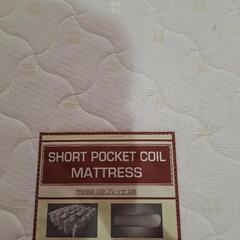 SHORT POCKET COIL
MATTRESS
PRESSA 100 プレッサ 100